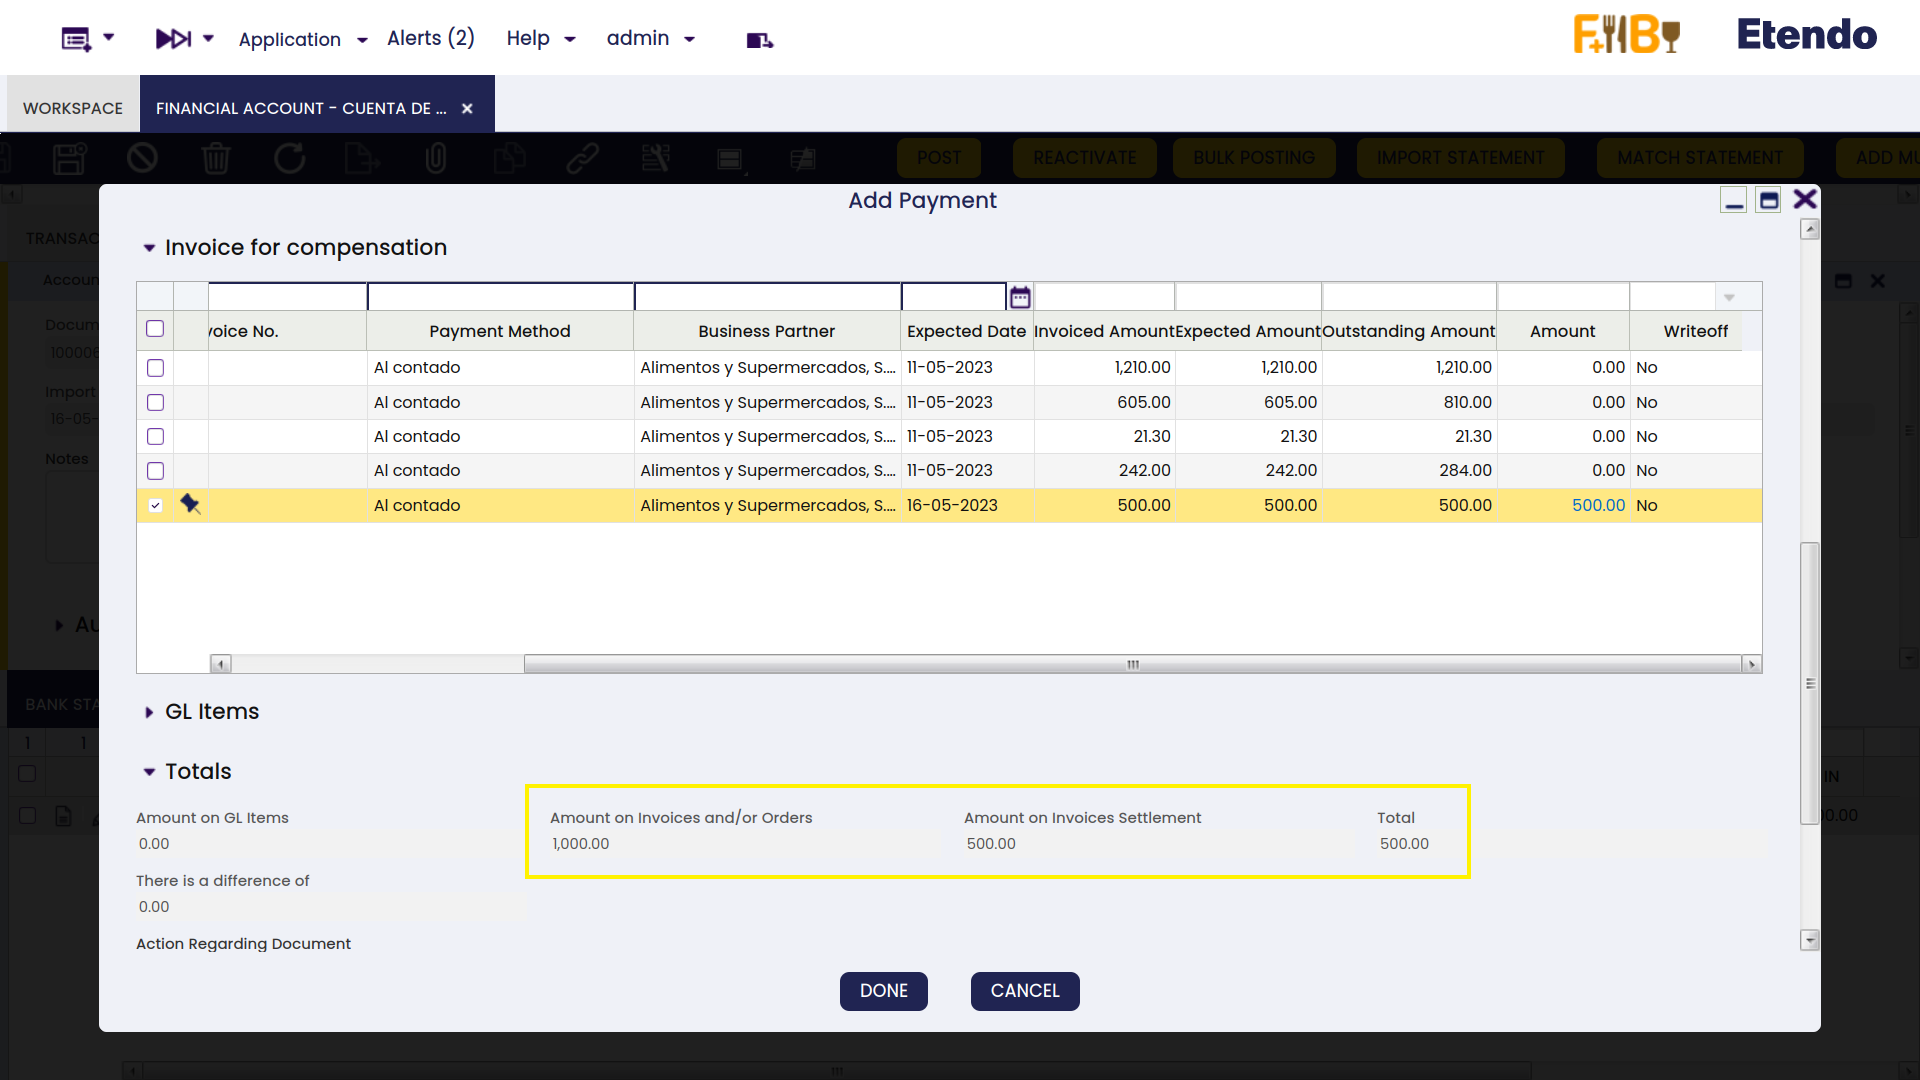 Application
Alerts (2)
Help
admin
F+B
Etendo
WORKSPACE
FINANCIAL ACCOUNT - CUENTA DE ...
POST
REACTIVATE
BULK POSTING
IMPORT STATEMENT
MATCH STATEMENT
ADD MU
Add Payment
TRANSAC
Accoun
Docum
100006
Import
16-05-
Notes
Au
BANK STA
1 1
IN
00.00
Invoice for compensation
voice No. Payment Method Business Partner Expected Date Invoiced Amount Expected Amount Outstanding Amount Amount Writeoff
Al contado Alimentos y Supermercados, S.... 11-05-2023 1,210.00 1,210.00 1,210.00 0.00 No
Al contado Alimentos y Supermercados, S.... 11-05-2023 605.00 605.00 810.00 0.00 No
Al contado Alimentos y Supermercados, S.... 11-05-2023 21.30 21.30 21.30 0.00 No
Al contado Alimentos y Supermercados, S.... 11-05-2023 242.00 242.00 284.00 0.00 No
Al contado Alimentos y Supermercados, S.... 16-05-2023 500.00 500.00 500.00 500.00 No
GL Items
Totals
Amount on GL Items Amount on Invoices and/or Orders Amount on Invoices Settlement Total
0.00 1,000.00 500.00 500.00
There is a difference of
0.00
Action Regarding Document
DONE
CANCEL